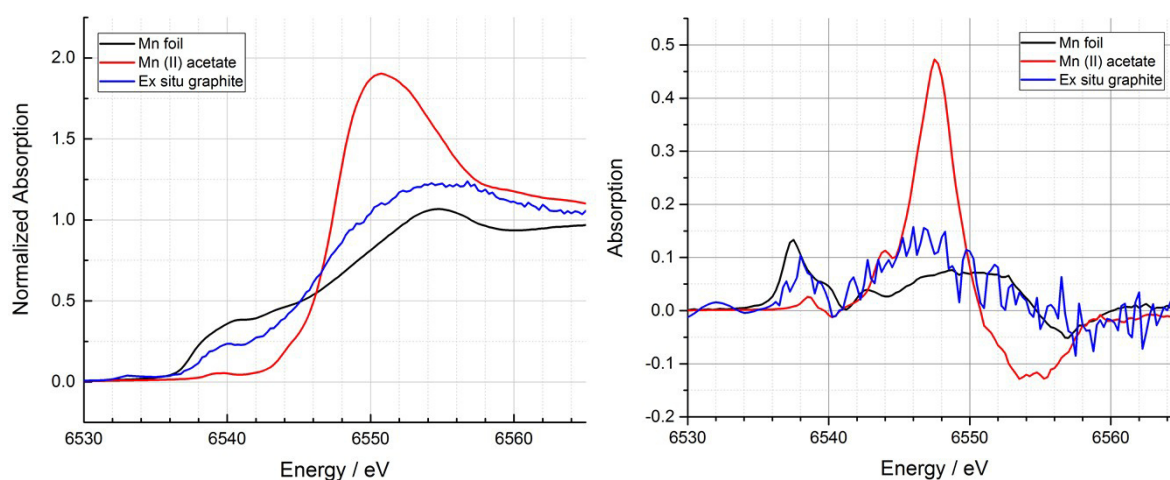 Mn foil
Mn (II) acetate
Ex situ graphite
2.0
1.5
1.0
0.5
0.0
Normalized Absorption
6530
6540
6550
6560
Energy / eV
Mn foil
Mn (II) acetate
Ex situ graphite
0.5
0.4
0.3
0.2
0.1
0.0
-0.1
-0.2
Absorption
6530
6540
6550
6560
Energy / eV